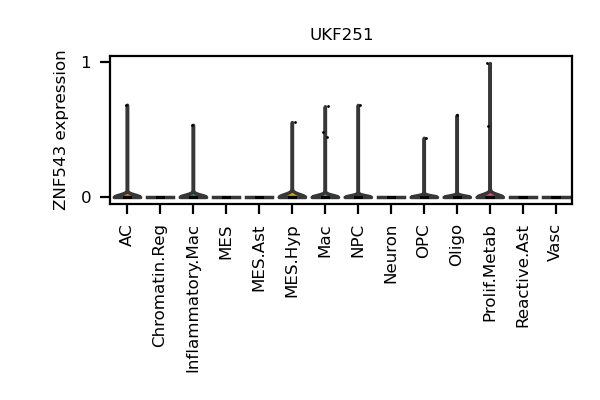 UKF251
ZNF543 expression
1
0
AC
Chromatin.Reg
Inflammatory.Mac
MES
MES.Ast
MES.Hyp
Mac
NPC
Neuron
OPC
Oligo
Prolif.Metab
Reactive.Ast
Vasc